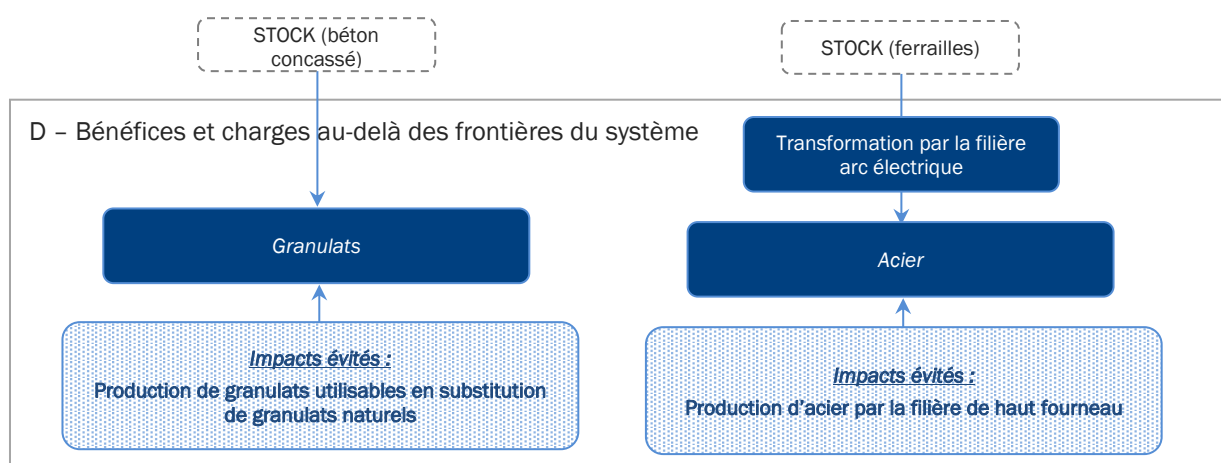 STOCK (béton
concassé)
STOCK (ferrailles)
D – Bénéfices et charges au-delà des frontières du système
Transformation par la filière
arc électrique
Granulats
Acier
Impacts évités :
Production de granulats utilisables en substitution
de granulats naturels
Impacts évités :
Production d'acier par la filière de haut fourneau